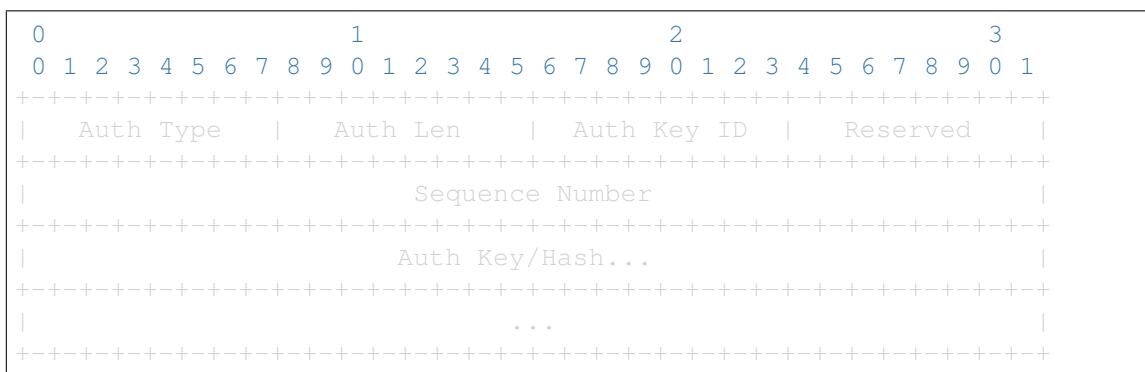 0                   1                   2                   3
 0 1 2 3 4 5 6 7 8 9 0 1 2 3 4 5 6 7 8 9 0 1 2 3 4 5 6 7 8 9 0 1
+-+-+-+-+-+-+-+-+-+-+-+-+-+-+-+-+-+-+-+-+-+-+-+-+-+-+-+-+-+-+-+-+
|   Auth Type   |   Auth Len    |  Auth Key ID  |   Reserved    |
+-+-+-+-+-+-+-+-+-+-+-+-+-+-+-+-+-+-+-+-+-+-+-+-+-+-+-+-+-+-+-+-+
|                        Sequence Number                        |
+-+-+-+-+-+-+-+-+-+-+-+-+-+-+-+-+-+-+-+-+-+-+-+-+-+-+-+-+-+-+-+-+
|                       Auth Key/Hash...                        |
+-+-+-+-+-+-+-+-+-+-+-+-+-+-+-+-+-+-+-+-+-+-+-+-+-+-+-+-+-+-+-+-+
|                              ...                              |
+-+-+-+-+-+-+-+-+-+-+-+-+-+-+-+-+-+-+-+-+-+-+-+-+-+-+-+-+-+-+-+-+